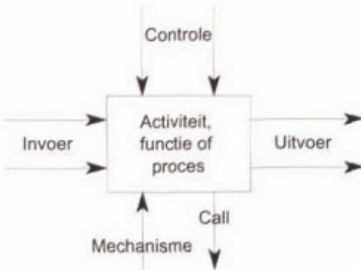 Controle
Invoer
Activiteit,
functie of
proces
Uitvoer
Call
Mechanisme